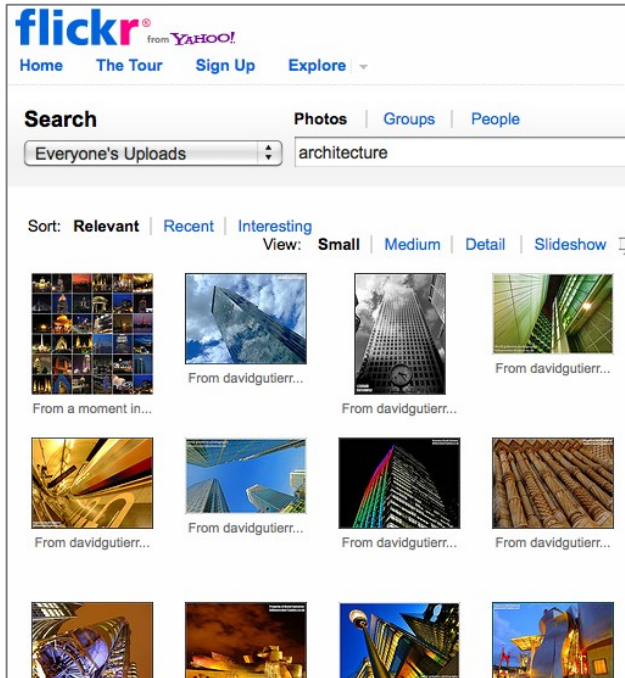 flickr® from YAHOO!
Home The Tour Sign Up Explore
Search Photos Groups People
Everyone's Uploads architecture
Sort: Relevant Recent Interesting
View: Small Medium Detail Slideshow
From a moment in...
From davidgutierr...
From davidgutierr...
From davidgutierr...
From davidgutierr...
From davidgutierr...
From davidgutierr...
From davidgutierr...